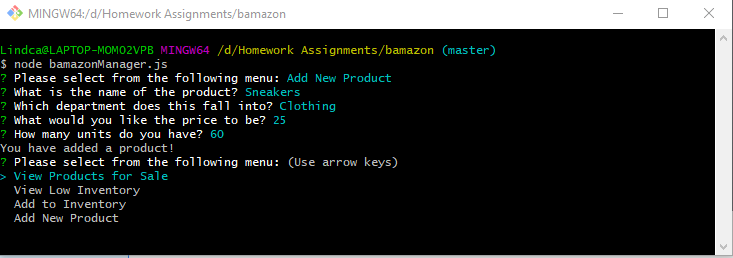 MINGW64:/d/Homework Assignments/bamazon
Lindca@LAPTOP-MOMO2VPB MINGW64 /d/Homework Assignments/bamazon (master)
$ node bamazonManager.js
? Please select from the following menu: Add New Product
? What is the name of the product? Sneakers
? Which department does this fall into? Clothing
? What would you like the price to be? 25
? How many units do you have? 60
You have added a product!
? Please select from the following menu: (Use arrow keys)
> View Products for Sale
View Low Inventory
Add to Inventory
Add New Product